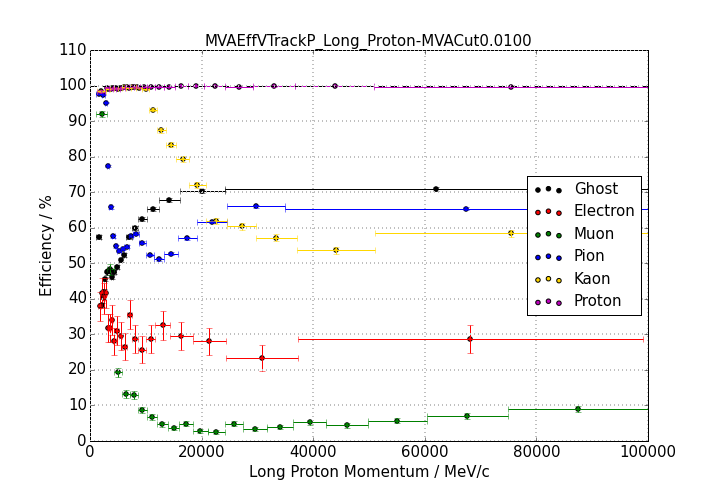 MVAEffVTrackP_Long_Proton-MVACut0.0100
110
100
90
80
70
60
50
40
30
20
10
0
Efficiency / %
Ghost
Electron
Muon
Pion
Kaon
Proton
0 20000 40000 60000 80000 100000
Long Proton Momentum / MeV/c